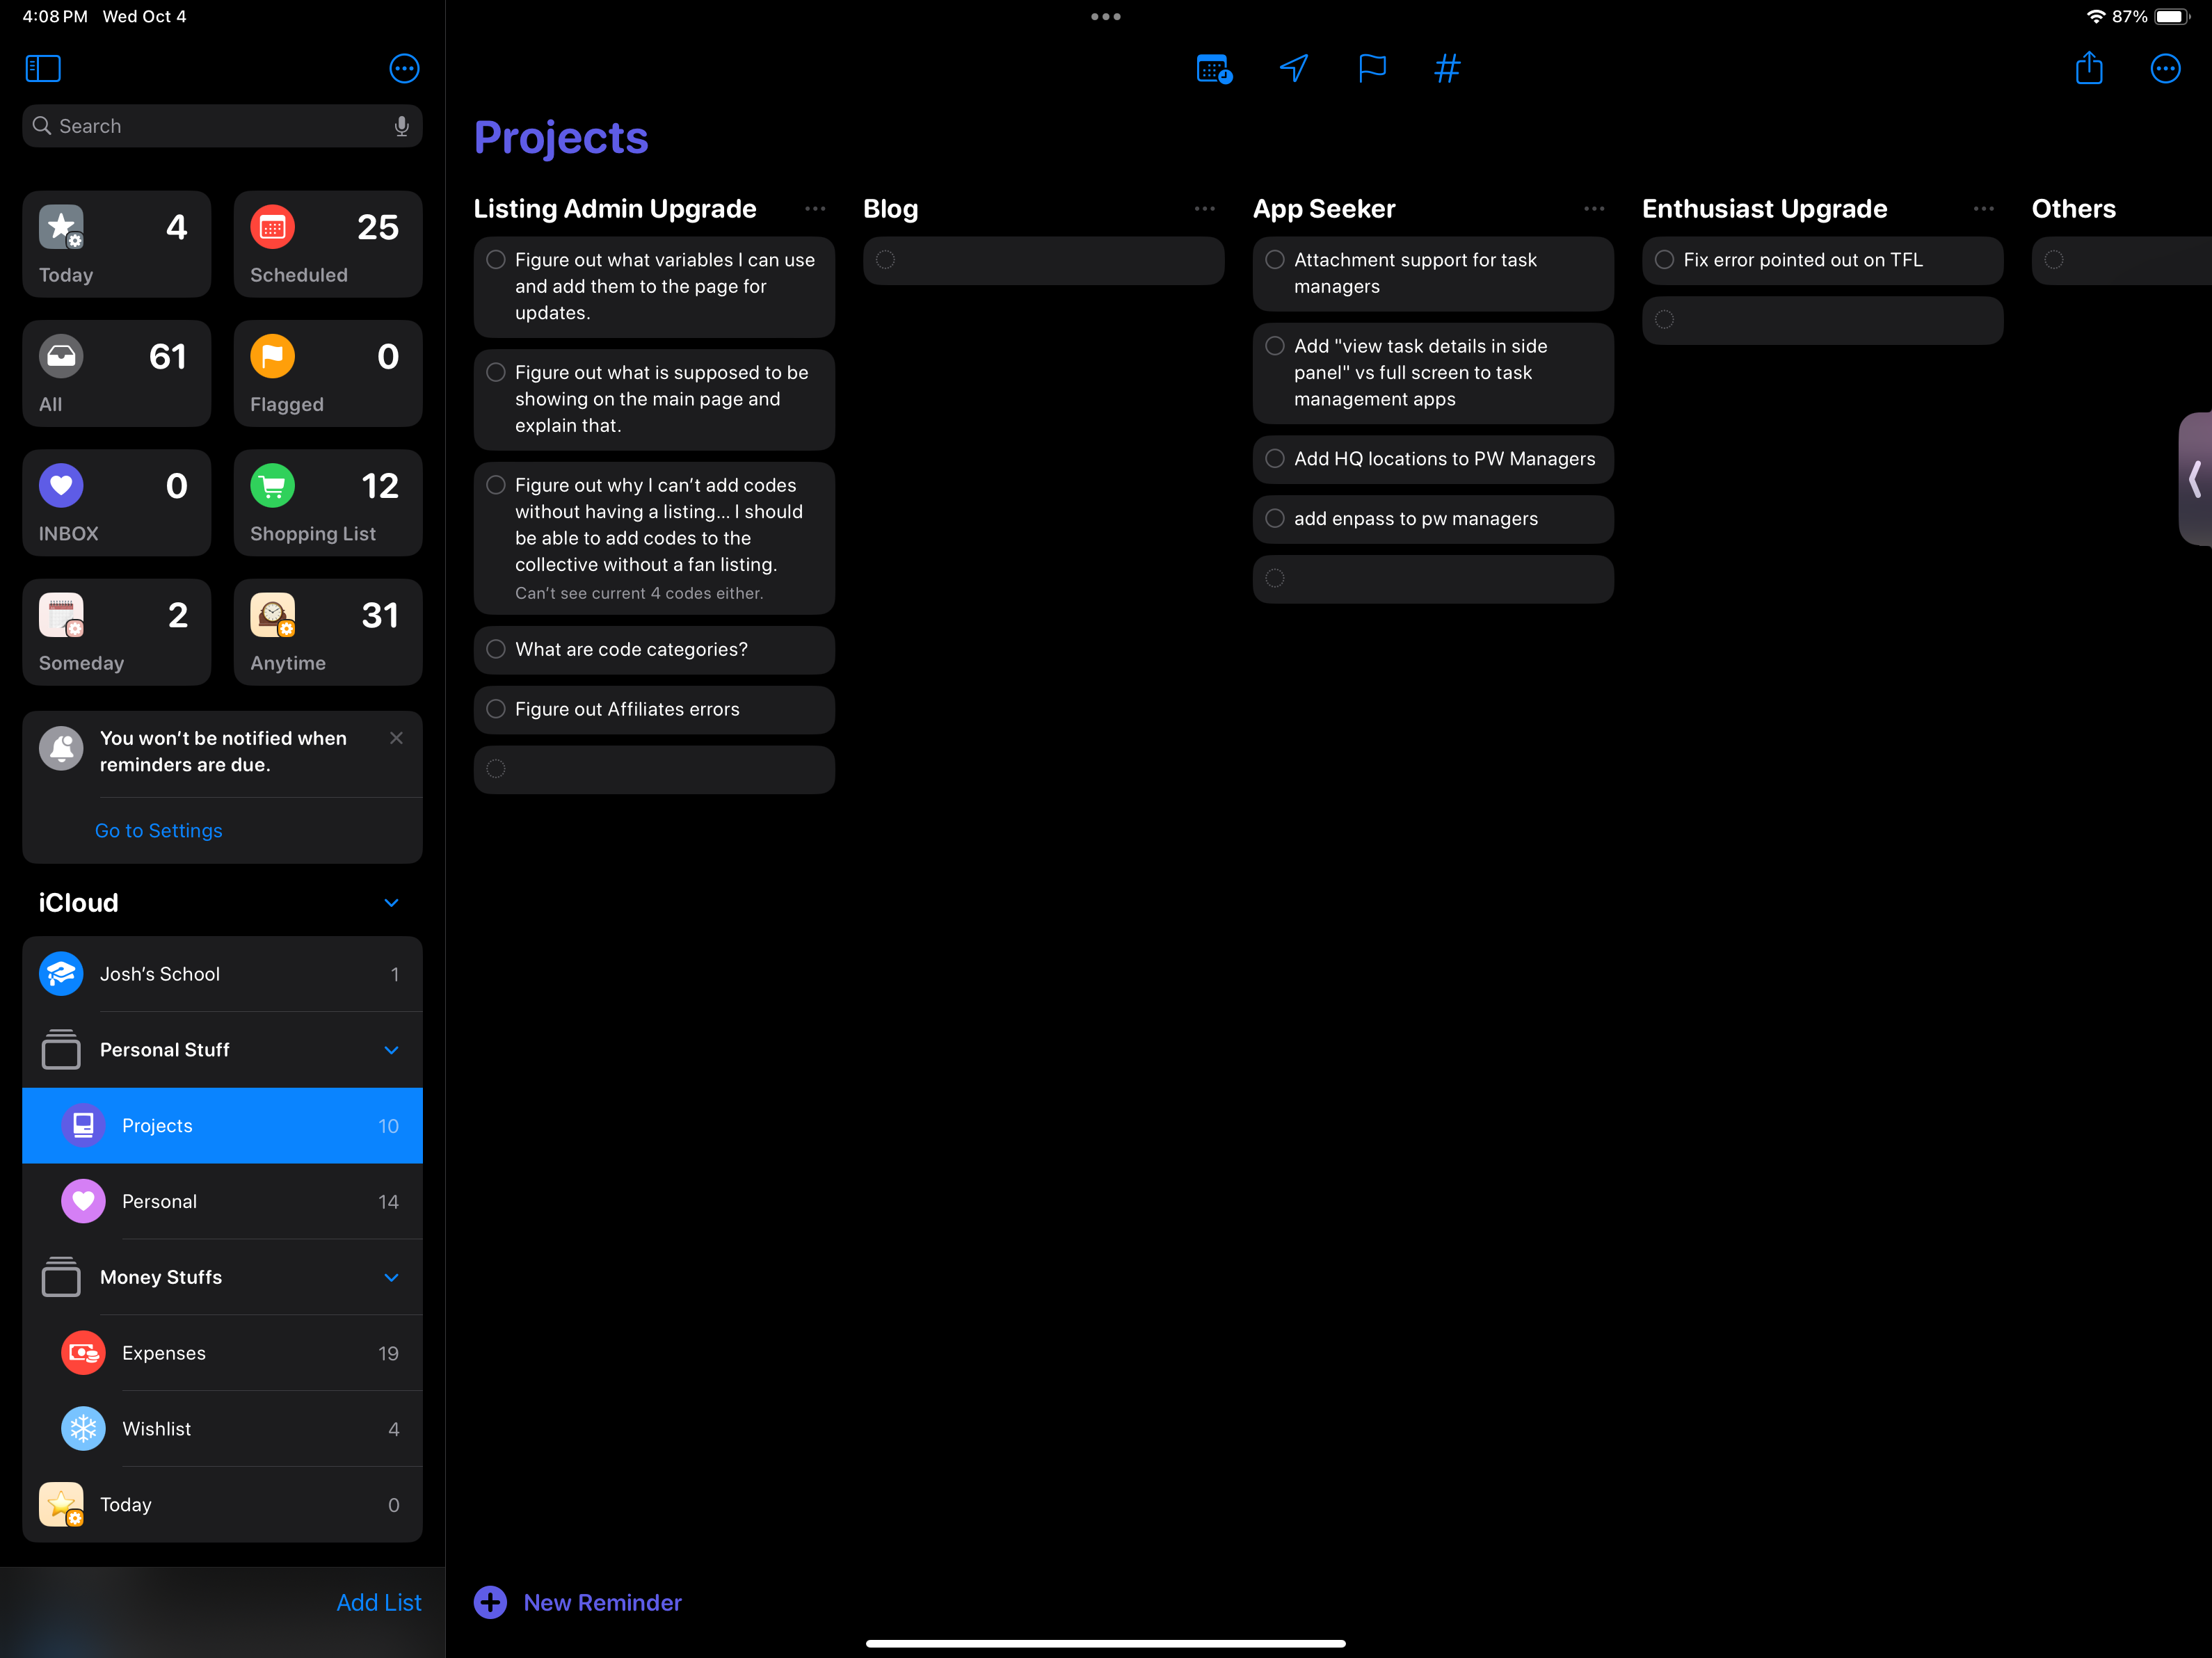 4:08 PM Wed Oct 4
87%
Search
4
Today
25
Scheduled
61
All
0
Flagged
0
INBOX
12
Shopping List
2
Someday
31
Anytime
You won't be notified when
reminders are due.
Go to Settings
iCloud
Josh's School 1
Personal Stuff
Projects 10
Personal 14
Money Stuffs
Expenses 19
Wishlist 4
Today 0
Add List
Projects
Listing Admin Upgrade
Figure out what variables I can use
and add them to the page for
updates.
Figure out what is supposed to be
showing on the main page and
explain that.
Figure out why I can't add codes
without having a listing... I should
be able to add codes to the
collective without a fan listing.
Can't see current 4 codes either.
What are code categories?
Figure out Affiliates errors
Blog
App Seeker
Attachment support for task
managers
Add "view task details in side
panel" vs full screen to task
management apps
Add HQ locations to PW Managers
add enpass to pw managers
Enthusiast Upgrade
Fix error pointed out on TFL
Others
New Reminder